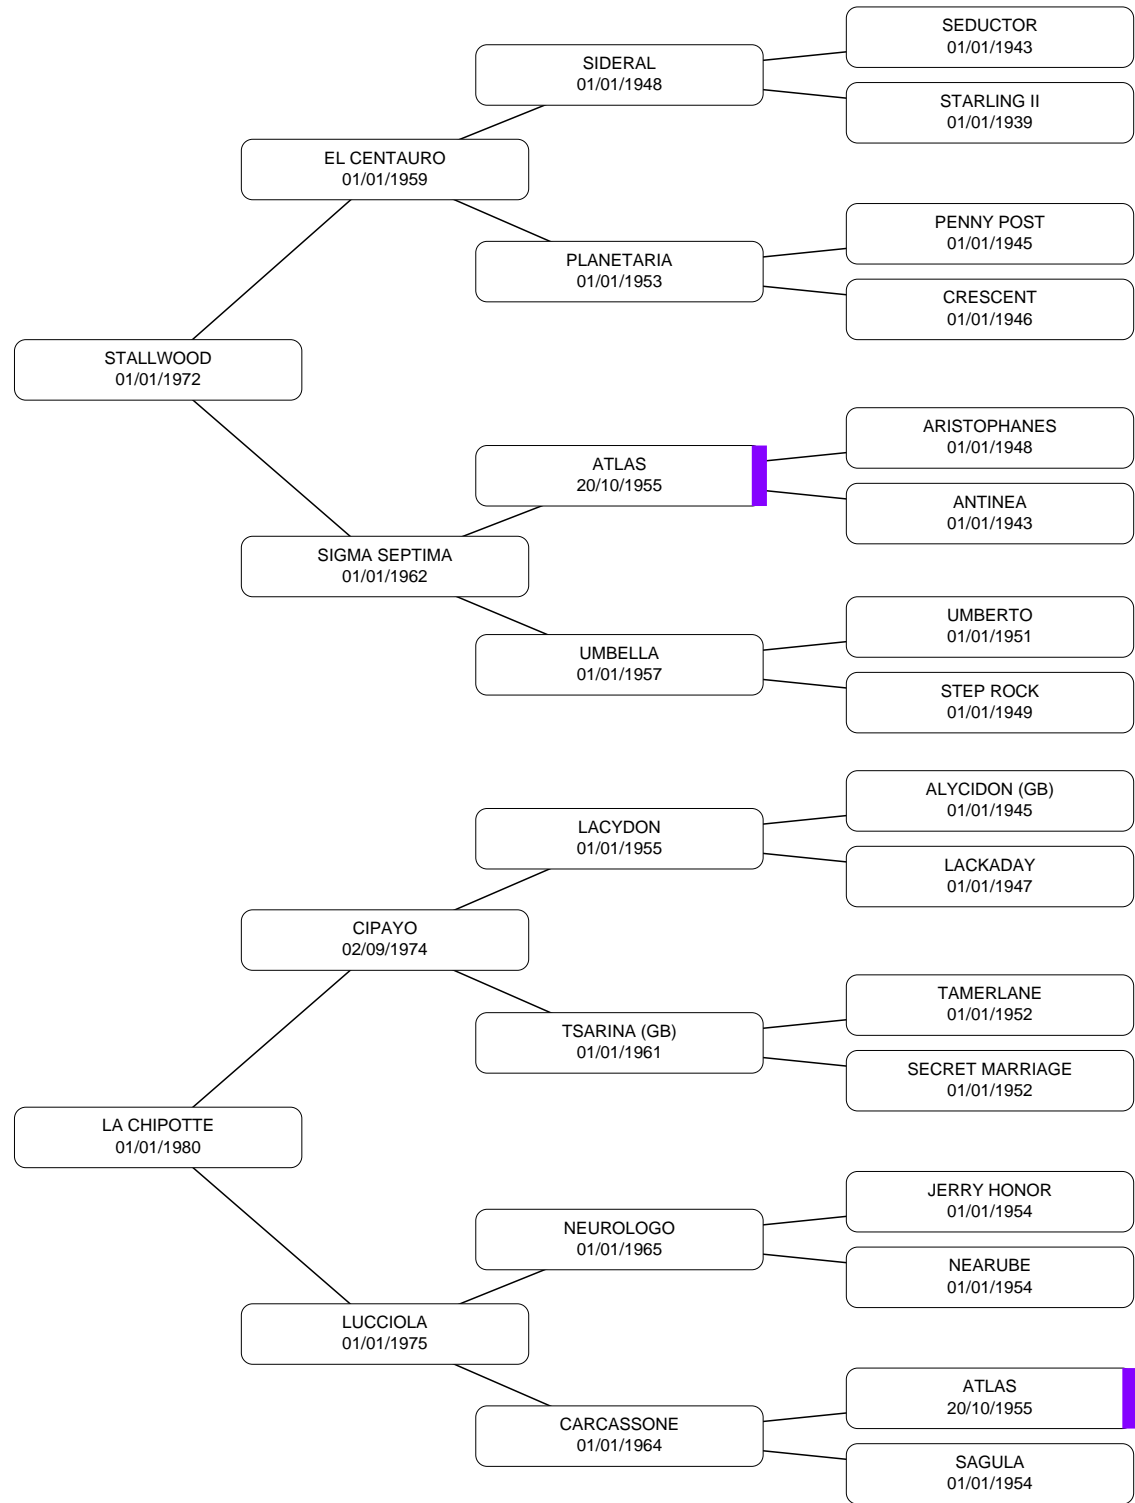 SEDUCTOR
01/01/1943
SIDERAL
01/01/1948
STARLING II
01/01/1939
EL CENTAURO
01/01/1959
PENNY POST
01/01/1945
PLANETARIA
01/01/1953
CRESCENT
01/01/1946
STALLWOOD
01/01/1972
ARISTOPHANES
01/01/1948
ATLAS
20/10/1955
ANTINEA
01/01/1943
SIGMA SEPTIMA
01/01/1962
UMBERTO
01/01/1951
UMBELLA
01/01/1957
STEP ROCK
01/01/1949
ALYCIDON (GB)
01/01/1945
LACYDON
01/01/1955
LACKADAY
01/01/1947
CIPAYO
02/09/1974
TAMERLANE
01/01/1952
TSARINA (GB)
01/01/1961
SECRET MARRIAGE
01/01/1952
LA CHIPOTTE
01/01/1980
JERRY HONOR
01/01/1954
NEUROLOGO
01/01/1965
NEARUBE
01/01/1954
LUCCIOLA
01/01/1975
ATLAS
20/10/1955
CARCASSONE
01/01/1964
SAGULA
01/01/1954